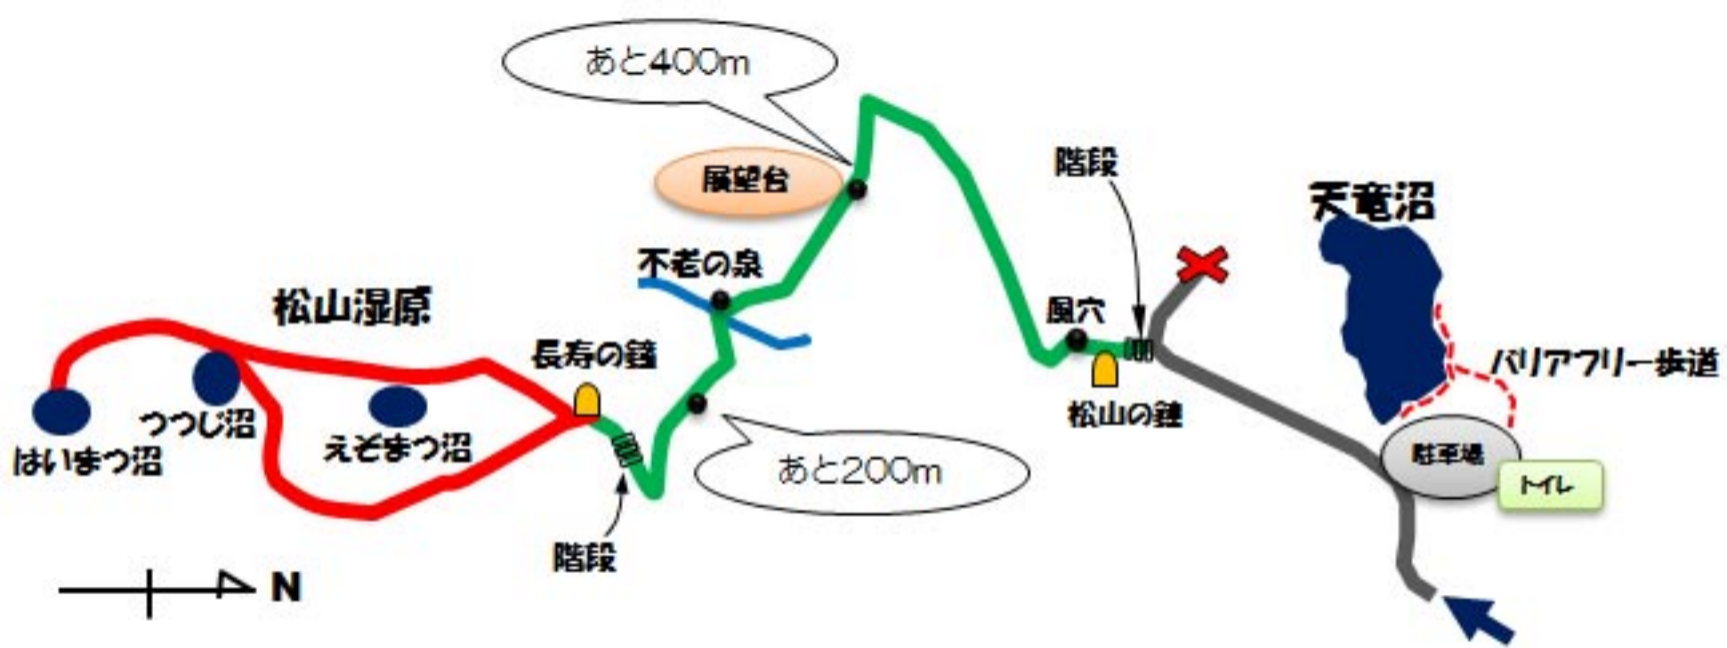 あと400m
展望台
階段
天竜沼
不老の泉
松山湿原
風穴
長寿の鐘
バリアフリー歩道
つつじ沼
松山の鐘
えぞまつ沼
はいまつ沼
駐車場
あと200m
トイレ
階段
N